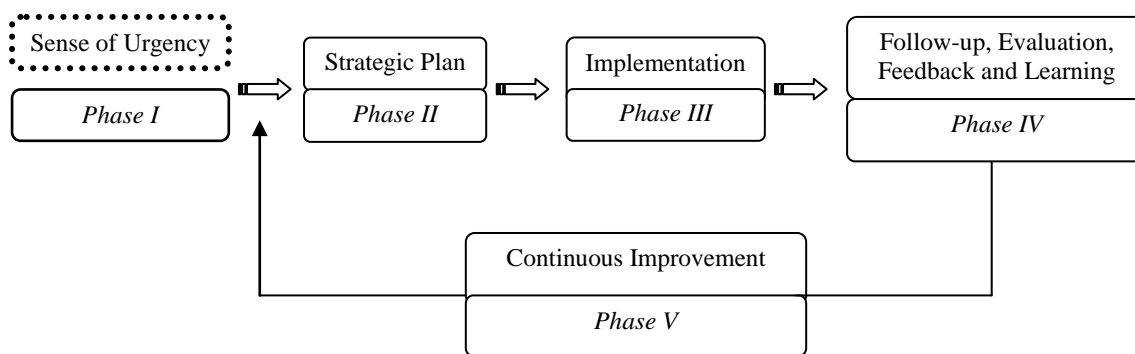 Sense of Urgency
Phase I
Strategic Plan
Phase II
Implementation
Phase III
Follow-up, Evaluation,
Feedback and Learning
Phase IV
Continuous Improvement
Phase V